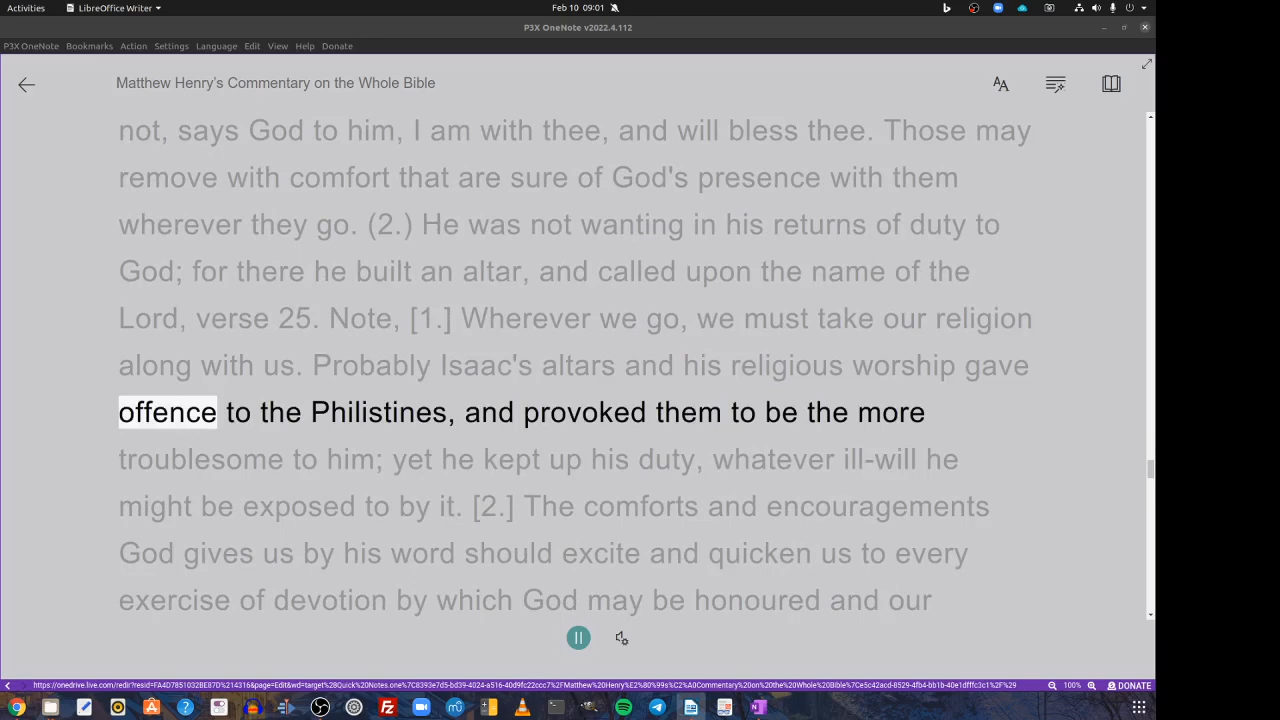 Activities
LibreOffice Writer
Feb 10 09:01
P3X OneNote v2022.4.112
P3X OneNote Bookmarks Action Settings Language Edit View Help Donate
Matthew Henry's Commentary on the Whole Bible
not, says God to him, I am with thee, and will bless thee. Those may
remove with comfort that are sure of God's presence with them
wherever they go. (2.) He was not wanting in his returns of duty to
God; for there he built an altar, and called upon the name of the
Lord, verse 25. Note, [1.] Wherever we go, we must take our religion
along with us. Probably Isaac's altars and his religious worship gave
offence to the Philistines, and provoked them to be the more
troublesome to him; yet he kept up his duty, whatever ill-will he
might be exposed to by it. [2.] The comforts and encouragements
God gives us by his word should excite and quicken us to every
exercise of devotion by which God may be honoured and our
100%
DONATE